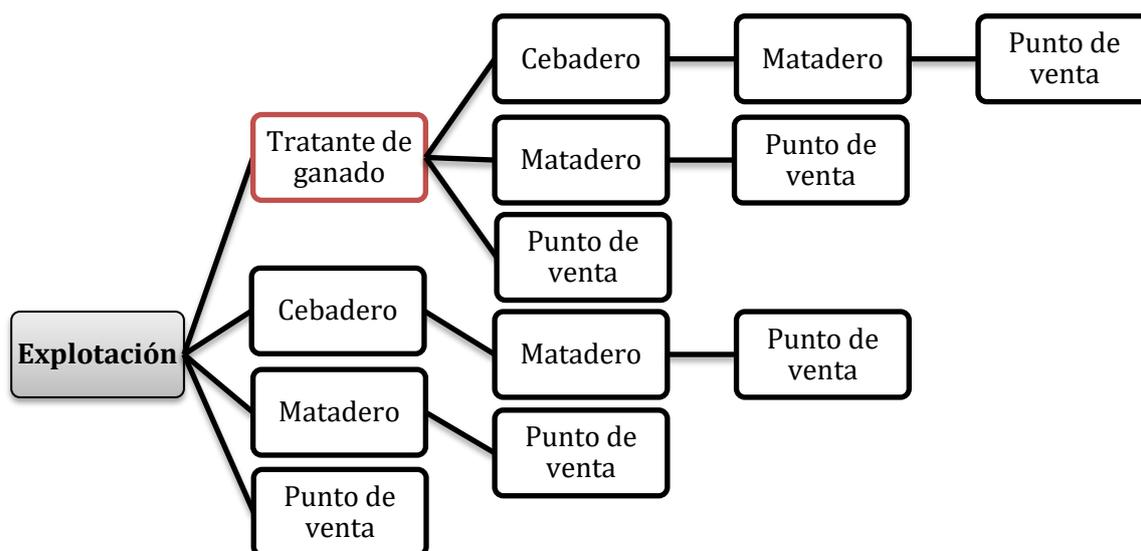 Cebadero
Matadero
Punto de
venta
Tratante de
ganado
Matadero
Punto de
venta
Punto de
venta
Cebadero
Explotación
Matadero
Punto de
venta
Matadero
Punto de
venta
Punto de
venta